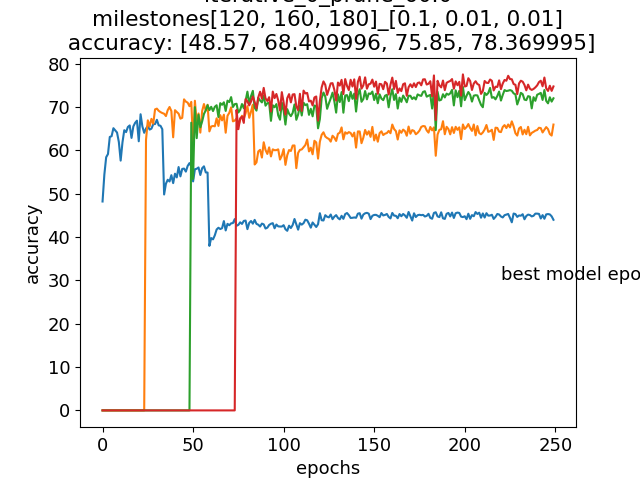 milestones[120, 160, 180]_[0.1, 0.01, 0.01]
accuracy: [48.57, 68.409996, 75.85, 78.369995]
80
70
60
50
40
30
20
10
0
accuracy
best model epo
0 50 100 150 200 250
epochs